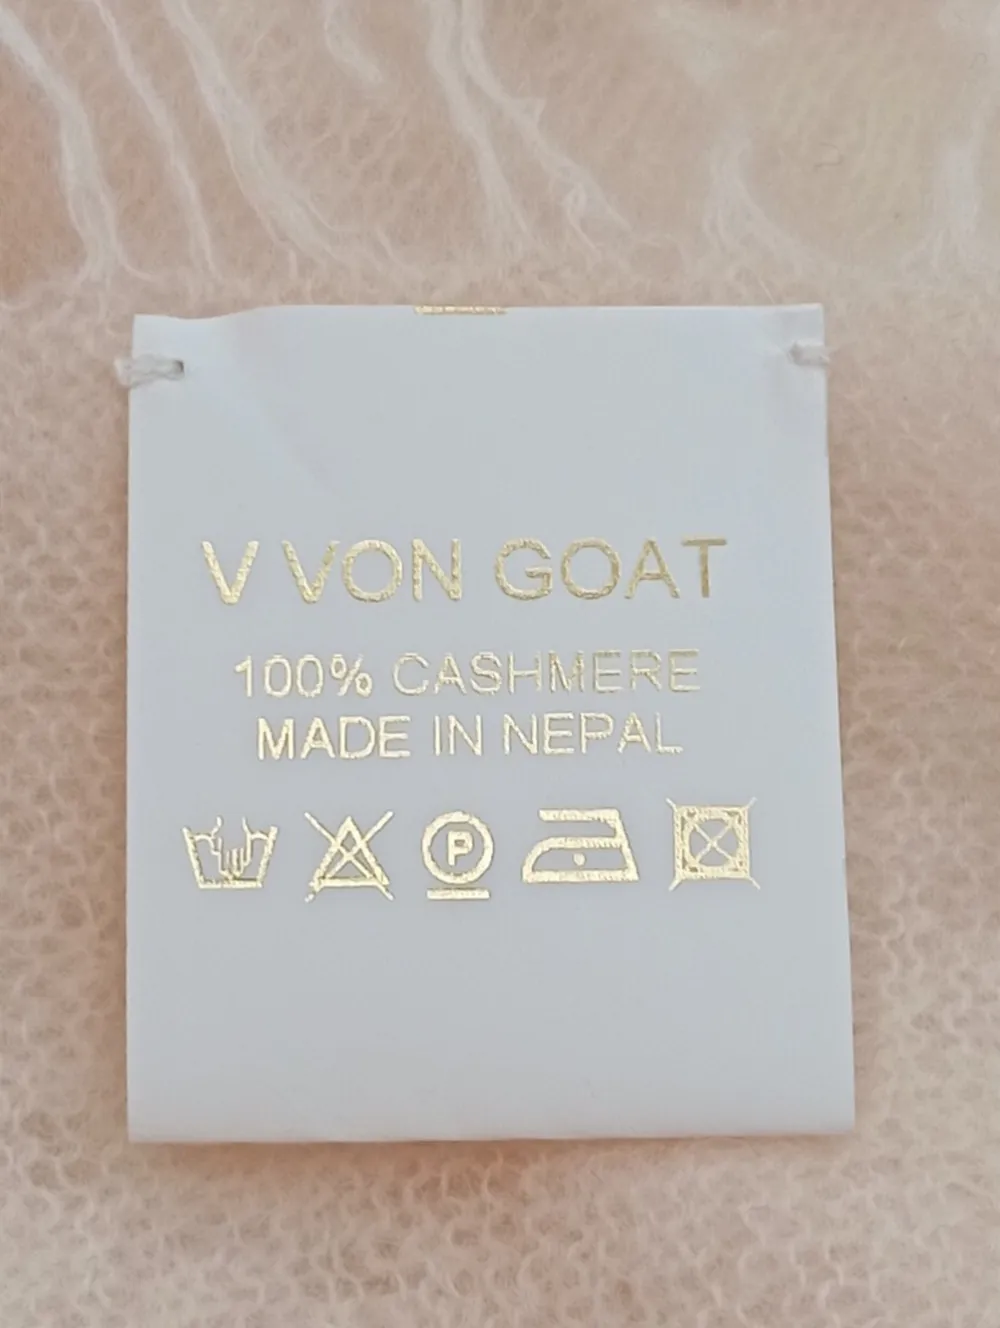 V VON GOAT
100% CASHMERE
MADE IN NEPAL
P